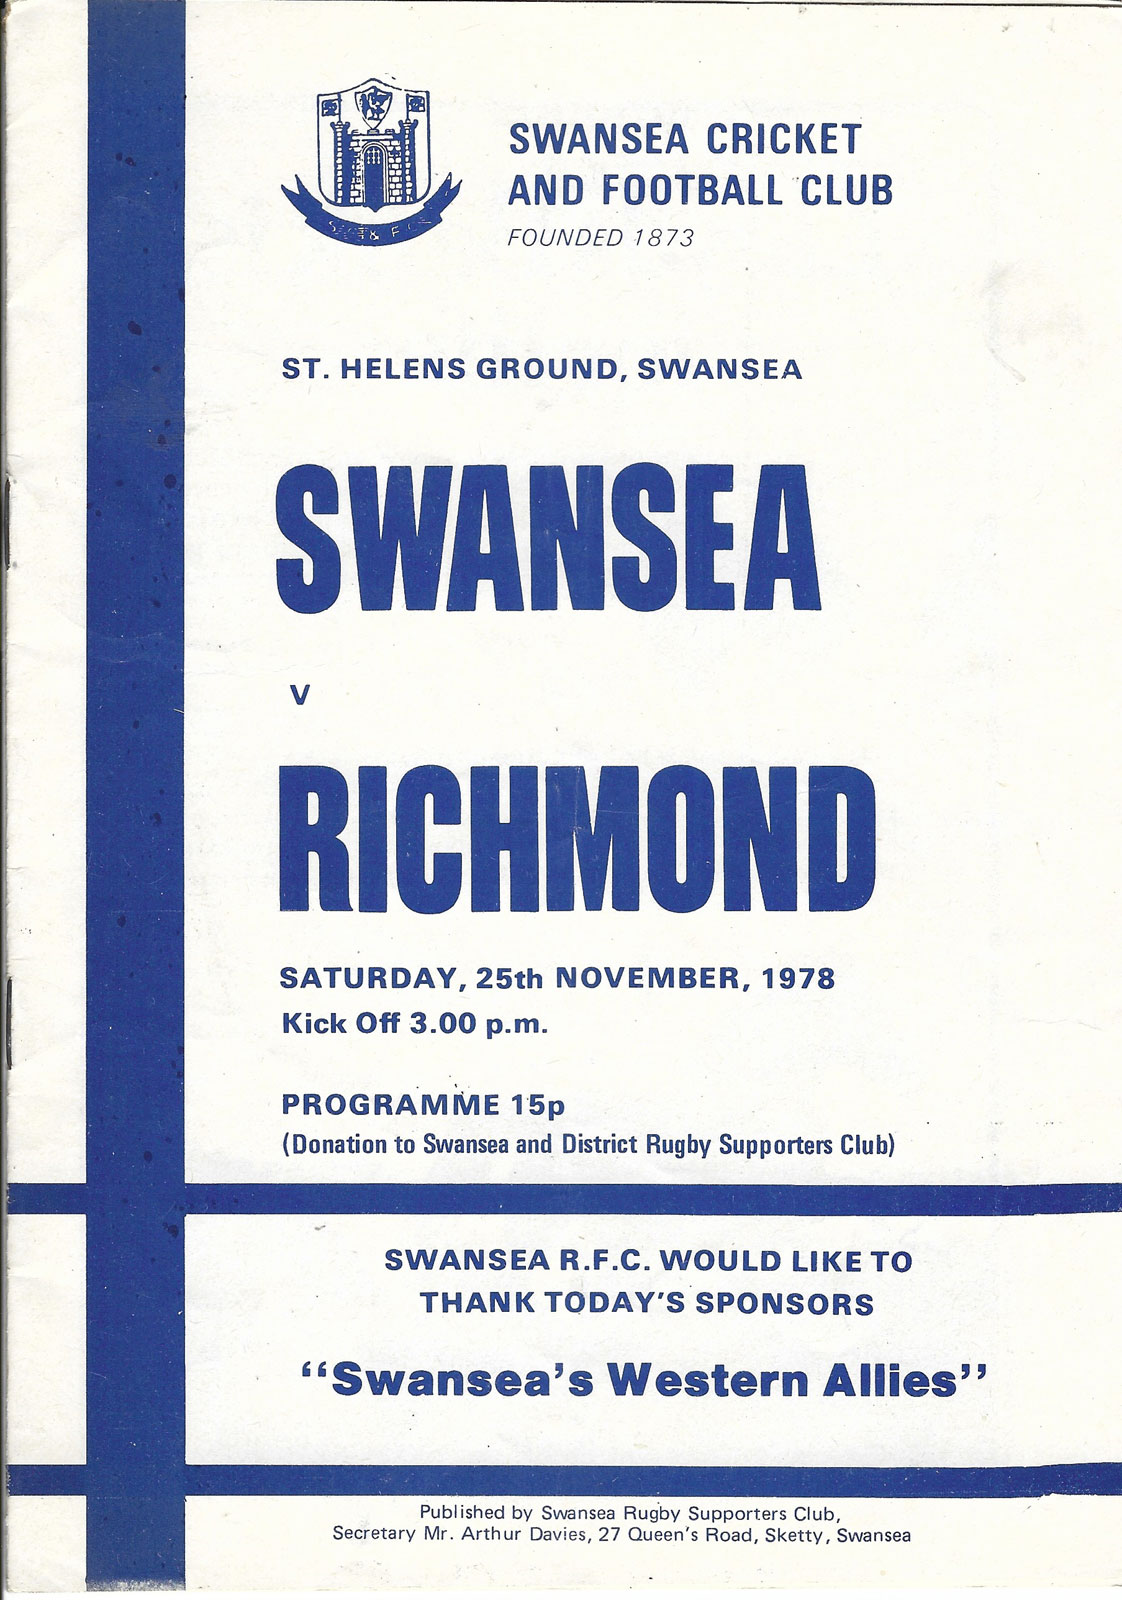 SWANSEA CRICKET
AND FOOTBALL CLUB
FOUNDED 1873
ST. HELENS GROUND, SWANSEA
SWANSEA
V
RICHMOND
SATURDAY, 25th NOVEMBER, 1978
Kick Off 3.00 p.m.
PROGRAMME 15p
(Donation to Swansea and District Rugby Supporters Club)
SWANSEA R.F.C. WOULD LIKE TO
THANK TODAY'S SPONSORS
"Swansea's Western Allies"
Published by Swansea Rugby Supporters Club,
Secretary Mr. Arthur Davies, 27 Queen's Road, Sketty, Swansea